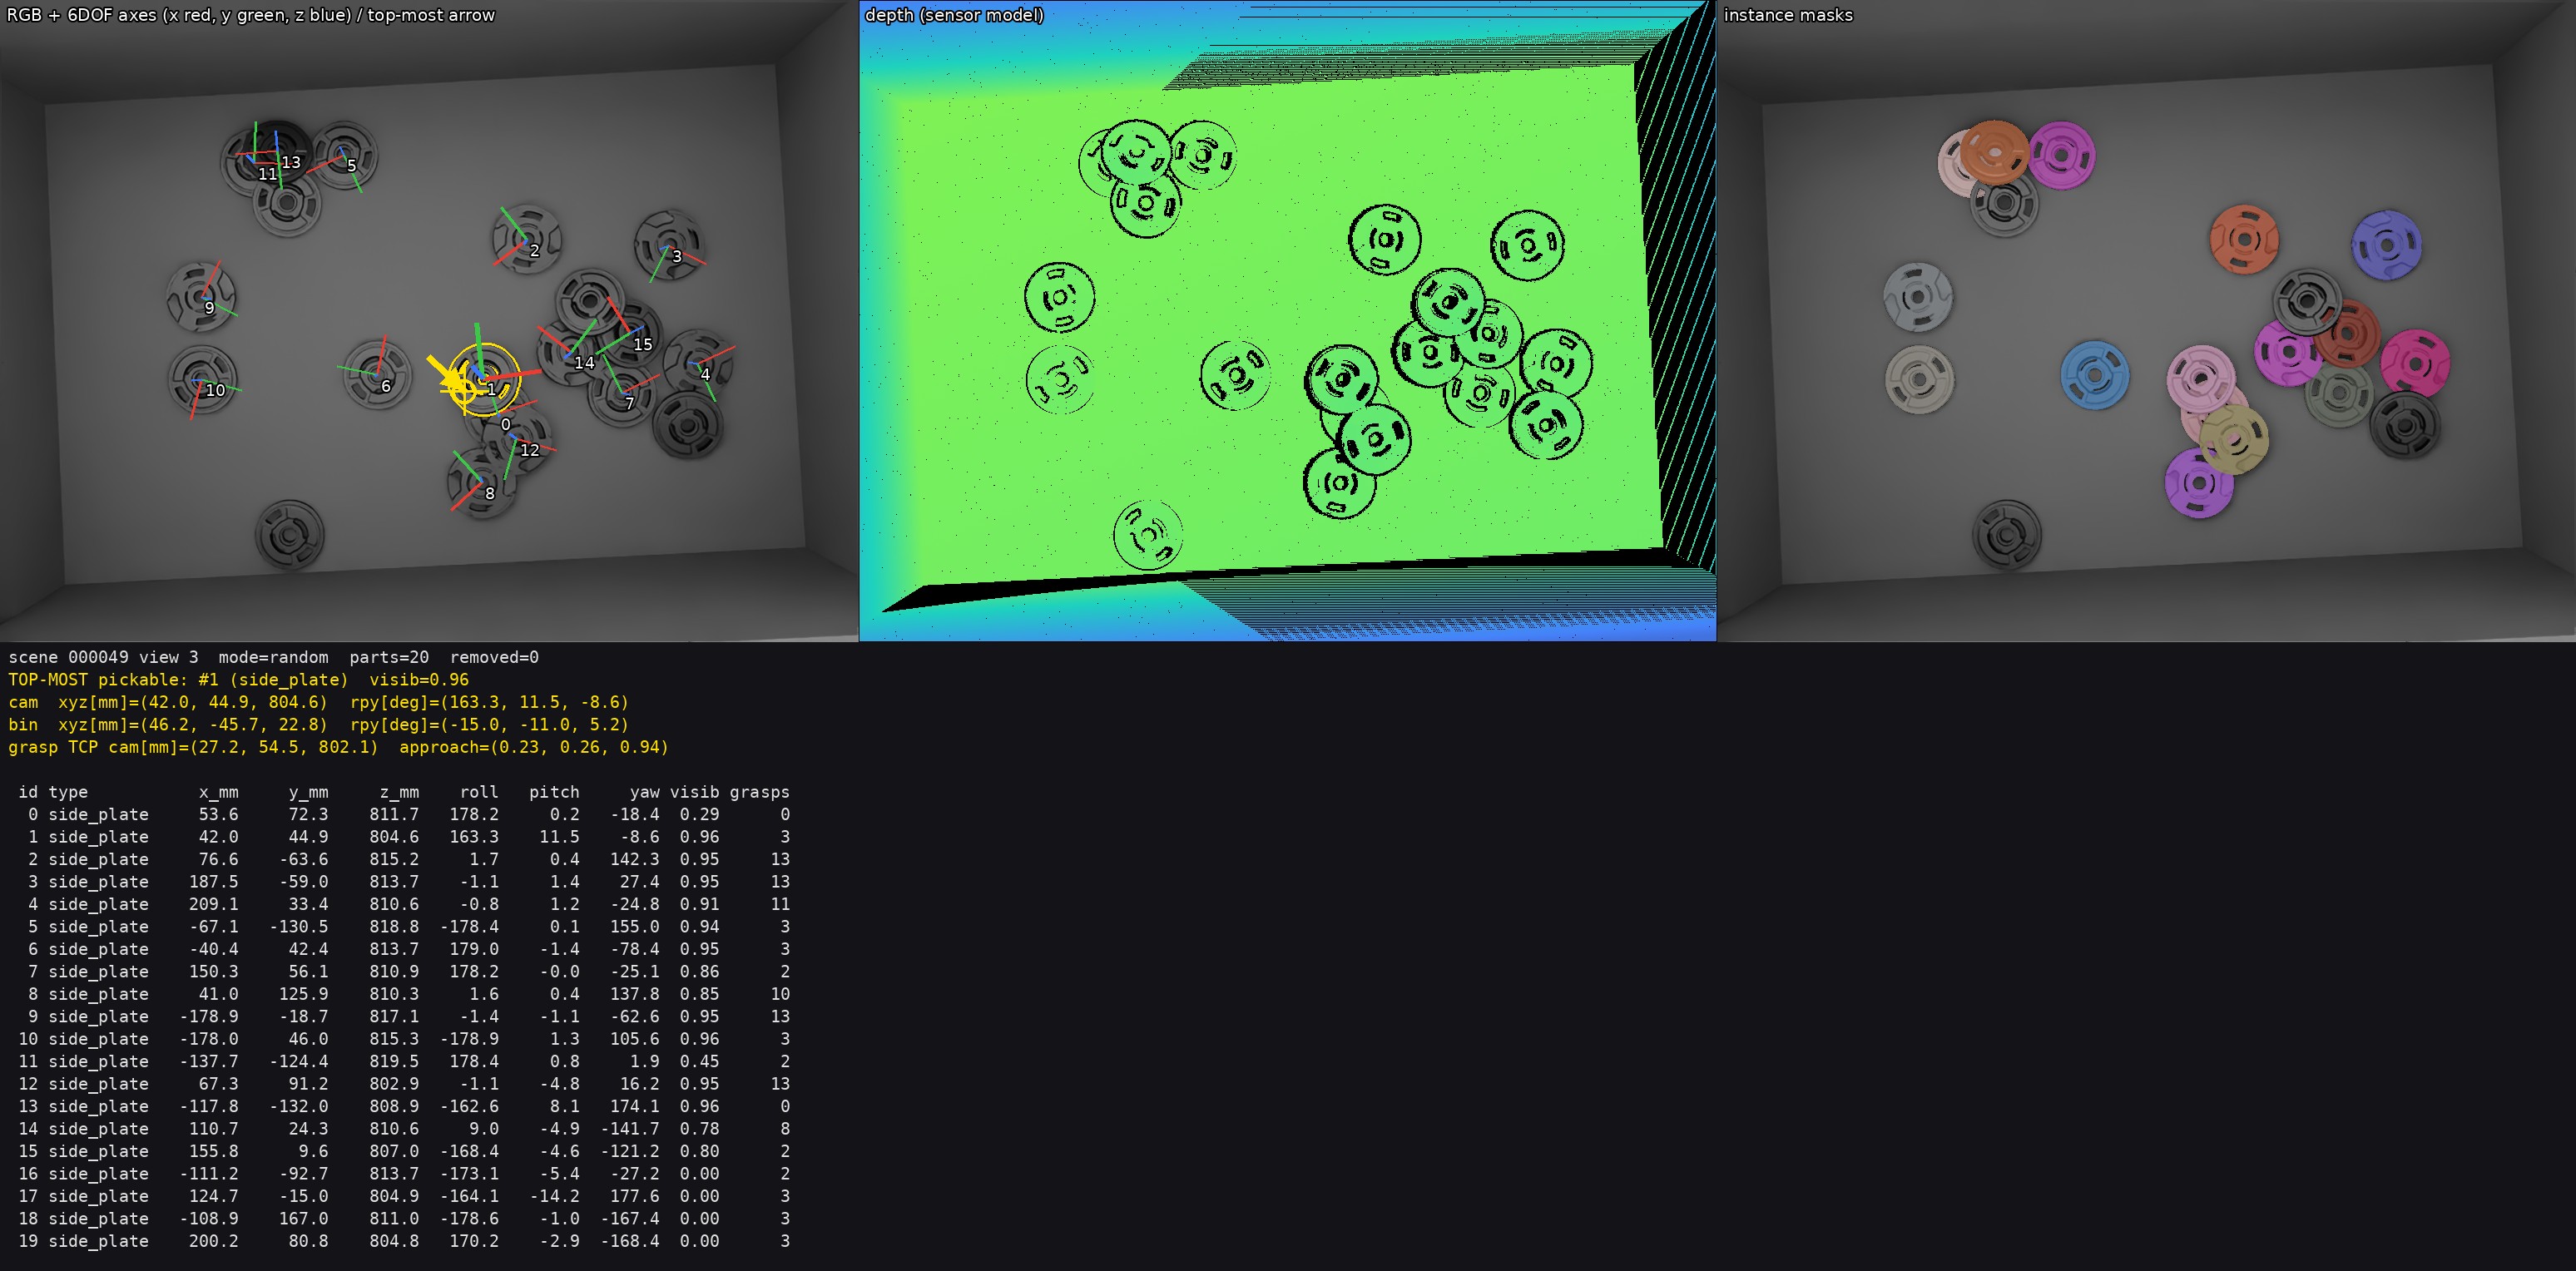 RGB + 6DOF axes (x red, y green, z blue) / top-most arrow
depth (sensor model)
instance masks
13
11
5
2
3
9
15
14
4
6
10
1
7
0
12
8
scene 000049 view 3  mode=random  parts=20  removed=0
TOP-MOST pickable: #1 (side_plate)  visib=0.96
cam  xyz[mm]=(42.0, 44.9, 804.6)  rpy[deg]=(163.3, 11.5, -8.6)
bin  xyz[mm]=(46.2, -45.7, 22.8)  rpy[deg]=(-15.0, -11.0, 5.2)
grasp TCP cam[mm]=(27.2, 54.5, 802.1)  approach=(0.23, 0.26, 0.94)
id type x_mm y_mm z_mm roll pitch yaw visib grasps
0 side_plate 53.6 72.3 811.7 178.2 0.2 -18.4 0.29 0
1 side_plate 42.0 44.9 804.6 163.3 11.5 -8.6 0.96 3
2 side_plate 76.6 -63.6 815.2 1.7 0.4 142.3 0.95 13
3 side_plate 187.5 -59.0 813.7 -1.1 1.4 27.4 0.95 13
4 side_plate 209.1 33.4 810.6 -0.8 1.2 -24.8 0.91 11
5 side_plate -67.1 -130.5 818.8 -178.4 0.1 155.0 0.94 3
6 side_plate -40.4 42.4 813.7 179.0 -1.4 -78.4 0.95 3
7 side_plate 150.3 56.1 810.9 178.2 -0.0 -25.1 0.86 2
8 side_plate 41.0 125.9 810.3 1.6 0.4 137.8 0.85 10
9 side_plate -178.9 -18.7 817.1 -1.4 -1.1 -62.6 0.95 13
10 side_plate -178.0 46.0 815.3 -178.9 1.3 105.6 0.96 3
11 side_plate -137.7 -124.4 819.5 178.4 0.8 1.9 0.45 2
12 side_plate 67.3 91.2 802.9 -1.1 -4.8 16.2 0.95 13
13 side_plate -117.8 -132.0 808.9 -162.6 8.1 174.1 0.96 0
14 side_plate 110.7 24.3 810.6 9.0 -4.9 -141.7 0.78 8
15 side_plate 155.8 9.6 807.0 -168.4 -4.6 -121.2 0.80 2
16 side_plate -111.2 -92.7 813.7 -173.1 -5.4 -27.2 0.00 2
17 side_plate 124.7 -15.0 804.9 -164.1 -14.2 177.6 0.00 3
18 side_plate -108.9 167.0 811.0 -178.6 -1.0 -167.4 0.00 3
19 side_plate 200.2 80.8 804.8 170.2 -2.9 -168.4 0.00 3